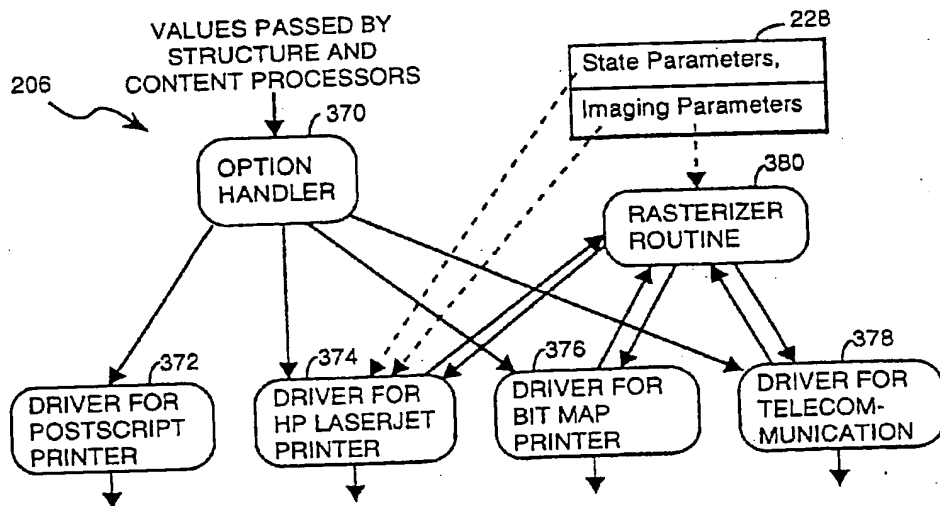 VALUES PASSED BY
STRUCTURE AND
CONTENT PROCESSORS
206
370
OPTION
HANDLER
228
State Parameters,
Imaging Parameters
380
RASTERIZER
ROUTINE
372
DRIVER FOR
POSTSCRIPT
PRINTER
374
DRIVER FOR
HP LASERJET
PRINTER
376
DRIVER FOR
BIT MAP
PRINTER
378
DRIVER FOR
TELECOM-
MUNICATION